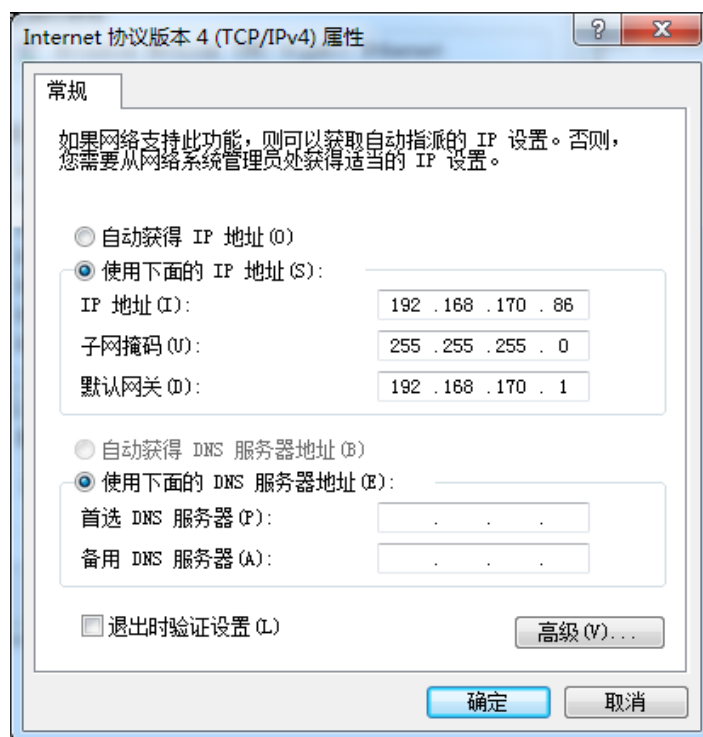 Internet 协议版本 4 (TCP/IPv4) 属性
?
常规
如果网络支持此功能，则可以获取自动指派的 IP 设置。否则，
您需要从网络系统管理员处获得适当的 IP 设置。
自动获得 IP 地址(O)
使用下面的 IP 地址(S):
IP 地址(I): 192 .168 .170 . 86
子网掩码(U): 255 .255 .255 . 0
默认网关(D): 192 .168 .170 . 1
自动获得 DNS 服务器地址(B)
使用下面的 DNS 服务器地址(E):
首选 DNS 服务器(P): . . .
备用 DNS 服务器(A): . . .
退出时验证设置(L)
高级(V)...
确定 取消